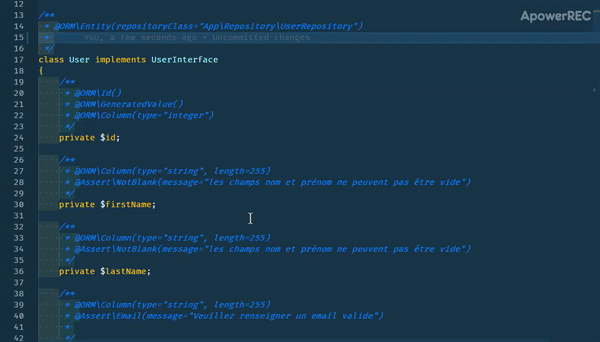 ApowerREC
12
13 /**
14 * @ORM\Entity(repositoryClass="App\Repository\UserRepository")
15 * You, a few seconds ago • Uncommitted changes
16 */
17 class User implements UserInterface
18 {
19 /**
20 * @ORM\Id()
21 * @ORM\GeneratedValue()
22 * @ORM\Column(type="integer")
23 */
24 private $id;
25
26 /**
27 * @ORM\Column(type="string", length=255)
28 * @Assert\NotBlank(message="les champs nom et prénom ne peuvent pas être vide")
29 */
30 private $firstName;
31
32 /**
33 * @ORM\Column(type="string", length=255)
34 * @Assert\NotBlank(message="les champs nom et prénom ne peuvent pas être vide")
35 */
36 private $lastName;
37
38 /**
39 * @ORM\Column(type="string", length=255)
40 * @Assert\Email(message="Veuillez renseigner un email valide")
41 *
42 */